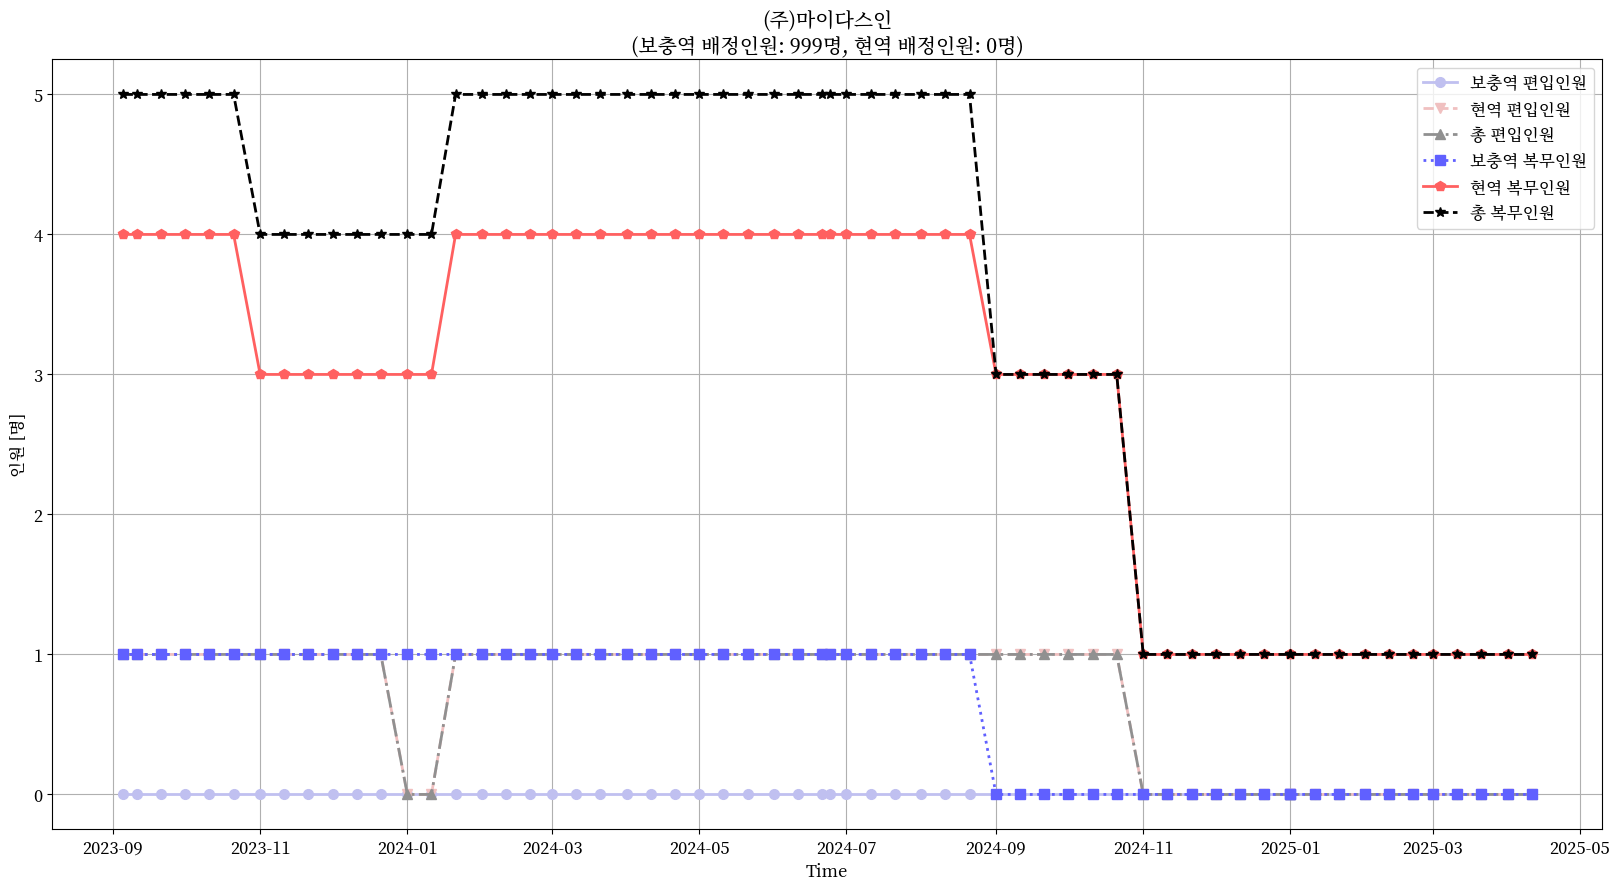 (주)마이다스인
(보충역 배정인원: 999명, 현역 배정인원: 0명)
보충역 편입인원
현역 편입인원
총 편입인원
보충역 복무인원
현역 복무인원
총 복무인원
인원 [명]
5
4
3
2
1
0
2023-09 2023-11 2024-01 2024-03 2024-05 2024-07 2024-09 2024-11 2025-01 2025-03 2025-05
Time